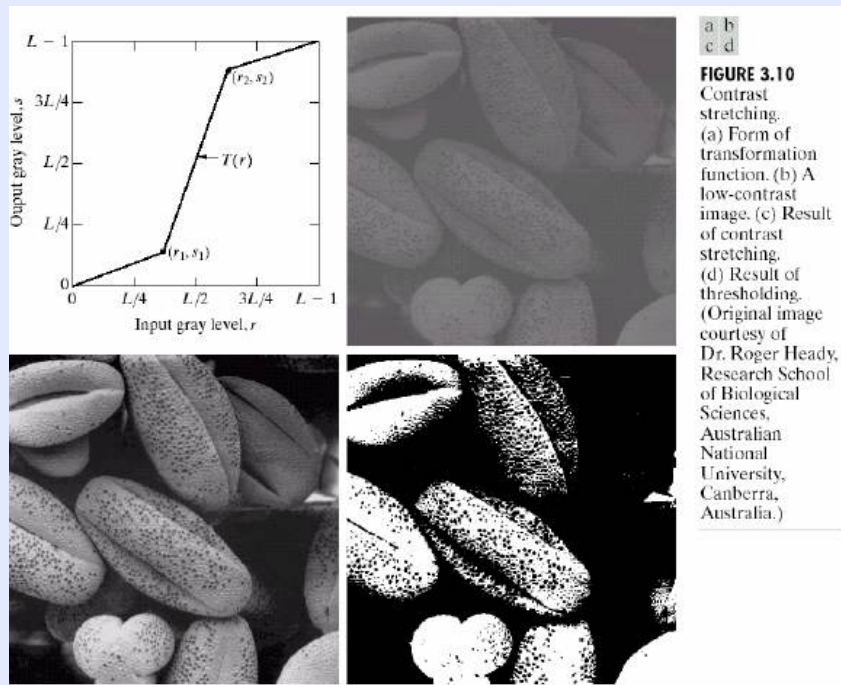 L − 1
3L/4
L/2
L/4
0
Ouput gray level, s
(r₂, s₂)
T(r)
(r₁, s₁)
0 L/4 L/2 3L/4 L − 1
Input gray level, r
a b
c d
FIGURE 3.10
Contrast
stretching.
(a) Form of
transformation
function. (b) A
low-contrast
image. (c) Result
of contrast
stretching.
(d) Result of
thresholding.
(Original image
courtesy of
Dr. Roger Heady,
Research School
of Biological
Sciences,
Australian
National
University,
Canberra,
Australia.)